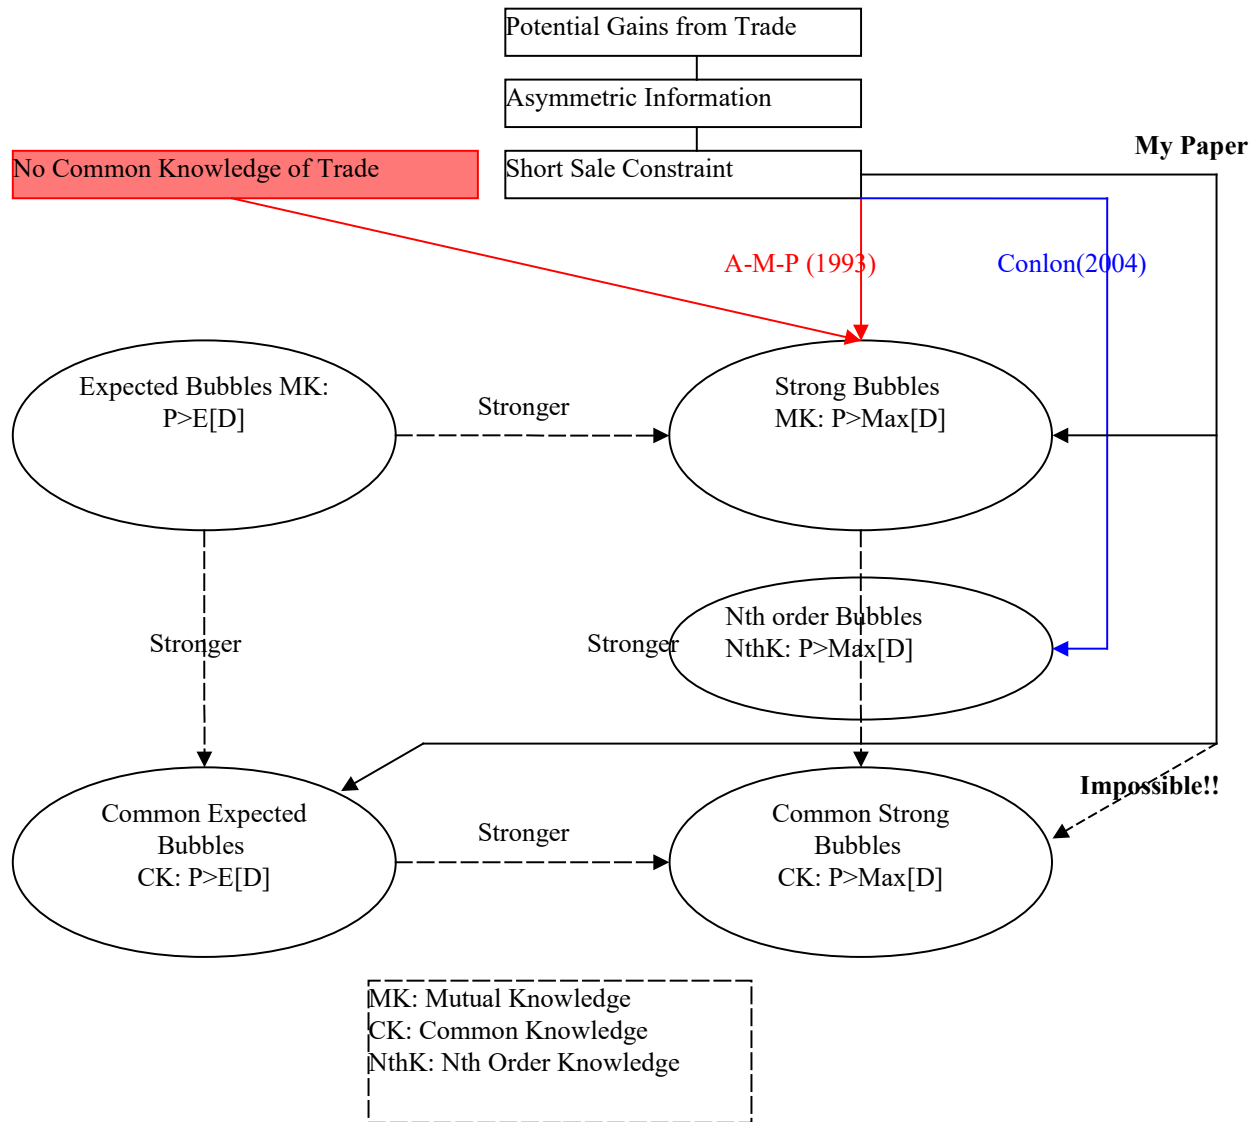 Potential Gains from Trade
Asymmetric Information
My Paper
No Common Knowledge of Trade
Short Sale Constraint
A-M-P (1993)
Conlon(2004)
Expected Bubbles MK:
P>E[D]
Stronger
Strong Bubbles
MK: P>Max[D]
Stronger
Stronger
Nth order Bubbles
NthK: P>Max[D]
Impossible!!
Common Expected
Bubbles
CK: P>E[D]
Stronger
Common Strong
Bubbles
CK: P>Max[D]
MK: Mutual Knowledge
CK: Common Knowledge
NthK: Nth Order Knowledge